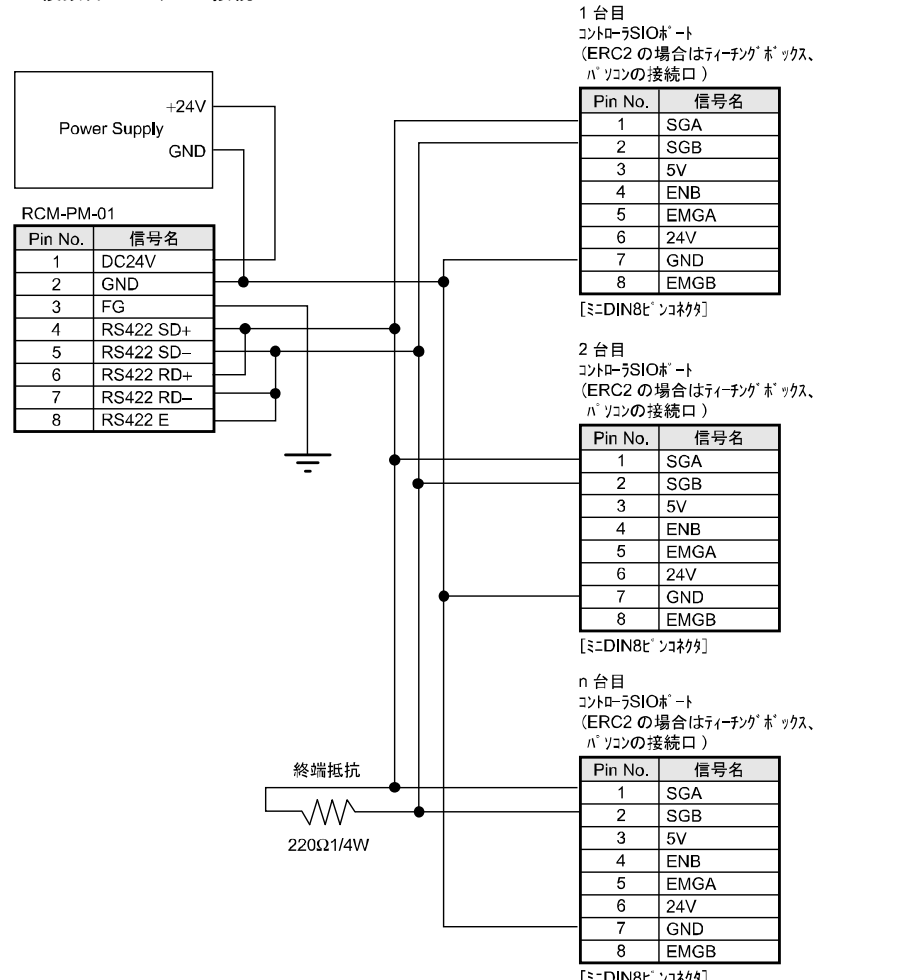 1 台目
コントローラSIOポート
(ERC2 の場合はティーチングボックス、
パソコンの接続口 )
Pin No. 信号名
1 SGA
2 SGB
3 5V
4 ENB
5 EMGA
6 24V
7 GND
8 EMGB
[ミニDIN8ピンコネクタ]
+24V
Power Supply
GND
RCM-PM-01
Pin No. 信号名
1 DC24V
2 GND
3 FG
4 RS422 SD+
5 RS422 SD−
6 RS422 RD+
7 RS422 RD−
8 RS422 E
2 台目
コントローラSIOポート
(ERC2 の場合はティーチングボックス、
パソコンの接続口 )
Pin No. 信号名
1 SGA
2 SGB
3 5V
4 ENB
5 EMGA
6 24V
7 GND
8 EMGB
[ミニDIN8ピンコネクタ]
n 台目
コントローラSIOポート
(ERC2 の場合はティーチングボックス、
パソコンの接続口 )
Pin No. 信号名
1 SGA
2 SGB
3 5V
4 ENB
5 EMGA
6 24V
7 GND
8 EMGB
[ミニDIN8ピンコネクタ]
終端抵抗
220Ω1/4W